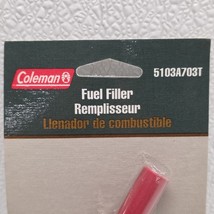 Coleman
5103A703T
Fuel Filler
Remplisseur
Llenador de combustible